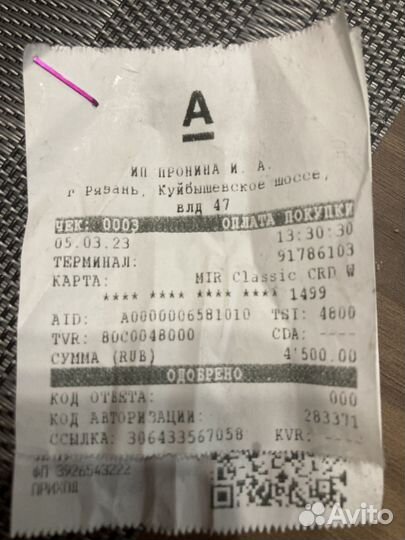 А
ИП ПРОНИНА И. А.
г Рязань, Куйбышевское шоссе,
влд 47
ЧЕК: 0003 ОПЛАТА ПОКУПКИ
05.03.23 13:30:30
ТЕРМИНАЛ: 91786103
КАРТА: MIR Classic CRD W
**** **** **** **** 1499
AID: A0000006581010 TSI: 4800
TVR: 80C0048000 CDA: ----
СУММА (RUB) 4'500.00
ОДОБРЕНО
КОД ОТВЕТА: 000
КОД АВТОРИЗАЦИИ: 283371
ССЫЛКА: 306433567058 KVR: ----
ФП 3926543222
ПРИХОД
Avito